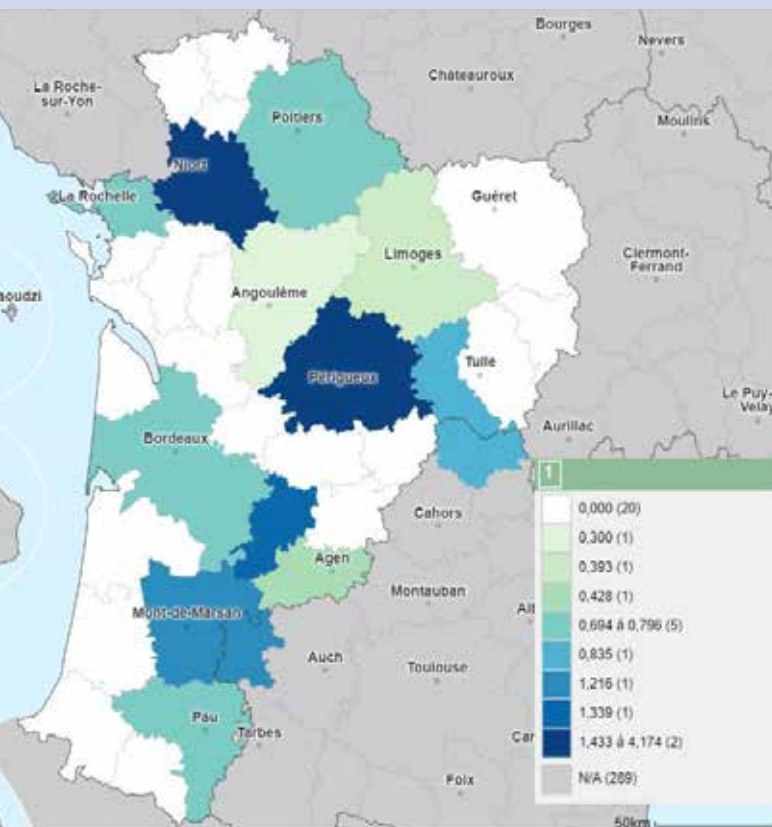 Bourges
Nevers
Châteauroux
La Roche-
sur-Yon
Poitiers
Moulins
Niort
La Rochelle
Guéret
Limoges
Clermont-
Ferrand
aoudzi
Angoulême
Périgueux
Tulle
Le Puy-
Velay
Aurillac
Bordeaux
1
0,000 (20)
Cahors
0,300 (1)
Agen
0,393 (1)
Montauban
0,428 (1)
Mont-de-Marsan
Al
0,694 à 0,796 (5)
Auch
Toulouse
0,835 (1)
1,216 (1)
Pau
1,339 (1)
Tarbes
Car
1,433 à 4,174 (2)
Foix
N/A (289)
50km